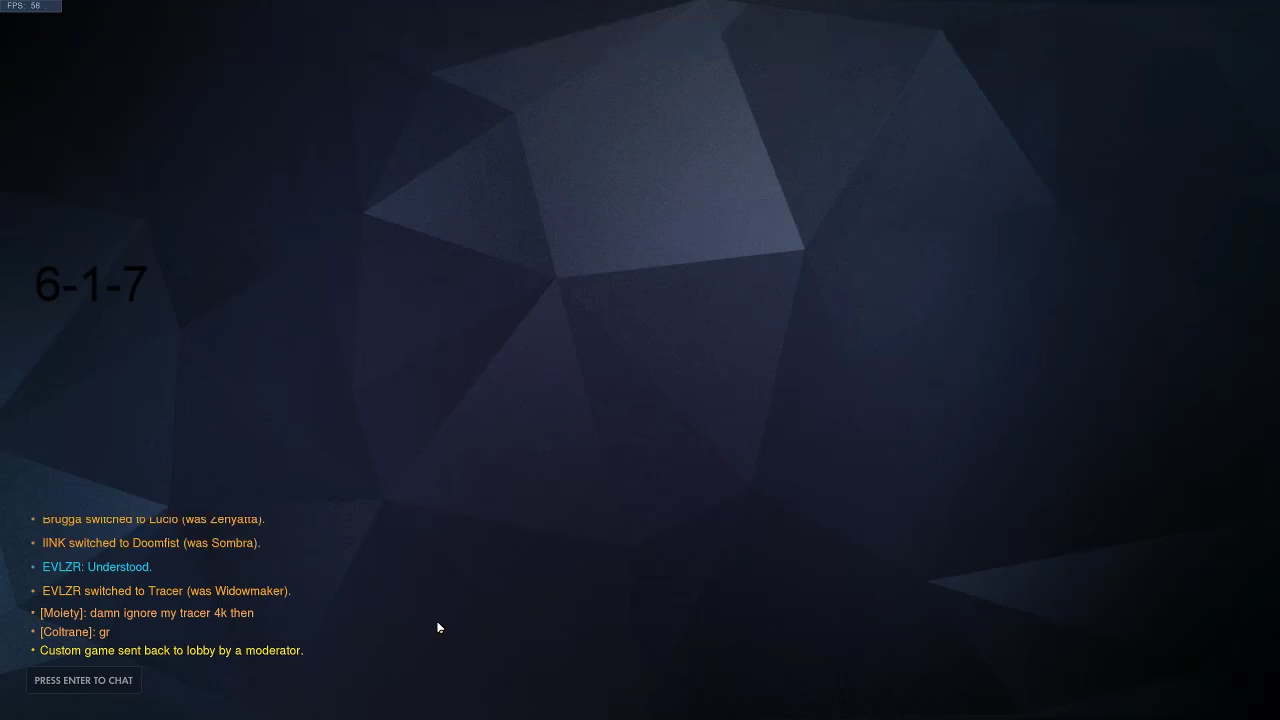 FPS: 56
6-1-7
• Brugga switched to Lucio (was Zenyatta).
• IINK switched to Doomfist (was Sombra).
• EVLZR: Understood.
• EVLZR switched to Tracer (was Widowmaker).
• [Moiety]: damn ignore my tracer 4k then
• [Coltrane]: gr
• Custom game sent back to lobby by a moderator.
PRESS ENTER TO CHAT